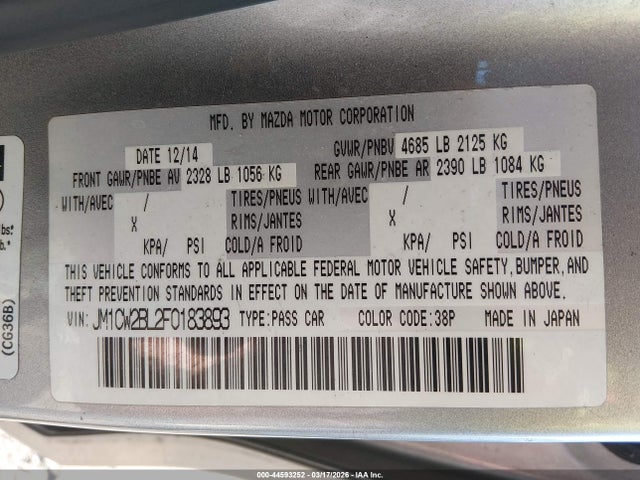 MFD. BY MAZDA MOTOR CORPORATION
DATE 12/14
GVWR/PNBV 4685 LB 2125 KG
FRONT GAWR/PNBE AV 2328 LB 1056 KG
REAR GAWR/PNBE AR 2390 LB 1084 KG
WITH/AVEC / TIRES/PNEUS WITH/AVEC / TIRES/PNEUS
X RIMS/JANTES X RIMS/JANTES
KPA/ PSI COLD/A FROID KPA/ PSI COLD/A FROID
THIS VEHICLE CONFORMS TO ALL APPLICABLE FEDERAL MOTOR VEHICLE SAFETY, BUMPER, AND
THEFT PREVENTION STANDARDS IN EFFECT ON THE DATE OF MANUFACTURE SHOWN ABOVE.
VIN: JM1CW2BL2F0183893 TYPE:PASS CAR COLOR CODE:38P MADE IN JAPAN
(CG36B)
lbs.
lb."
000-44593252 - 03/17/2026 - © IAA Inc.